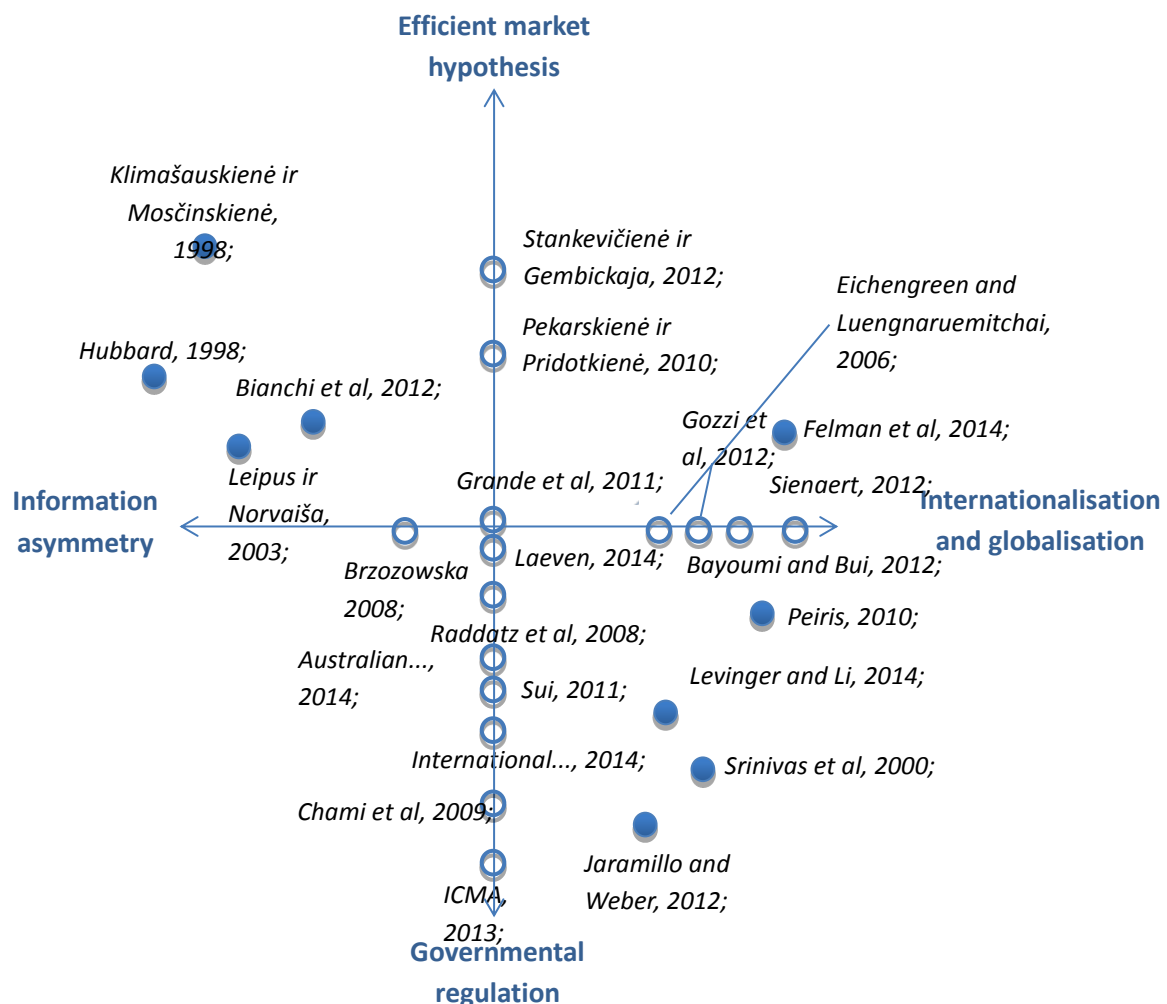 Efficient market
hypothesis
Klimašauskienė ir
Mosčinskienė,
1998;
Stankevičienė ir
Gembickaja, 2012;
Eichengreen and
Luengnaruemitchai,
2006;
Pekarskienė ir
Pridotkienė, 2010;
Hubbard, 1998;
Bianchi et al, 2012;
Gozzi et
al, 2012;
Felman et al, 2014;
Leipus ir
Norvaiša,
2003;
Grande et al, 2011;
Sienaert, 2012;
Information
asymmetry
Internationalisation
and globalisation
Brzozowska
2008;
Laeven, 2014;
Bayoumi and Bui, 2012;
Peiris, 2010;
Raddatz et al, 2008;
Australian...,
2014;
Sui, 2011;
Levinger and Li, 2014;
International..., 2014;
Srinivas et al, 2000;
Chami et al, 2009;
Jaramillo and
Weber, 2012;
ICMA,
2013;
Governmental
regulation